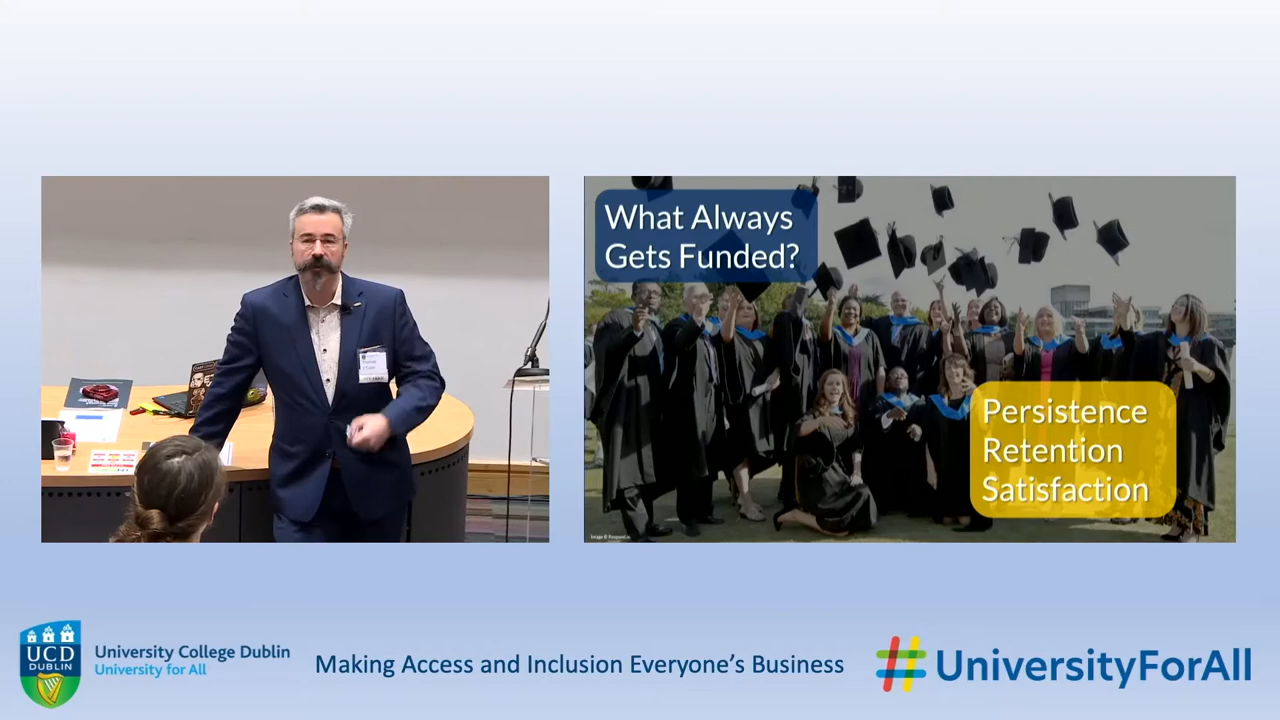 What Always
Gets Funded?
Persistence
Retention
Satisfaction
UCD
DUBLIN
University College Dublin
University for All
Making Access and Inclusion Everyone's Business
#UniversityForAll